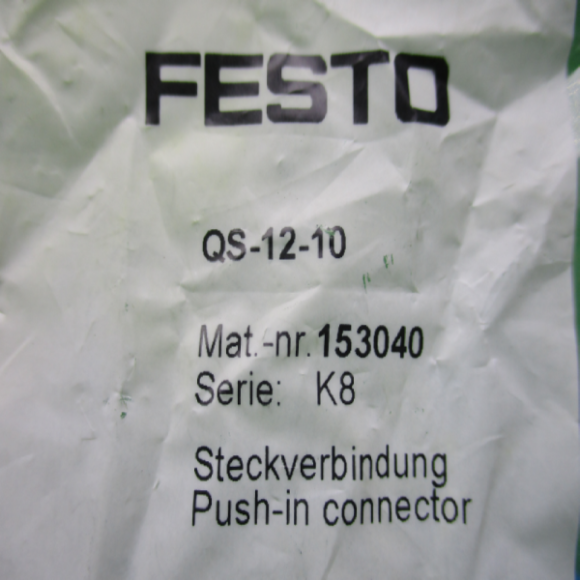 FESTO
QS-12-10
Mat.-nr. 153040
Serie: K8
Steckverbindung
Push-in connector